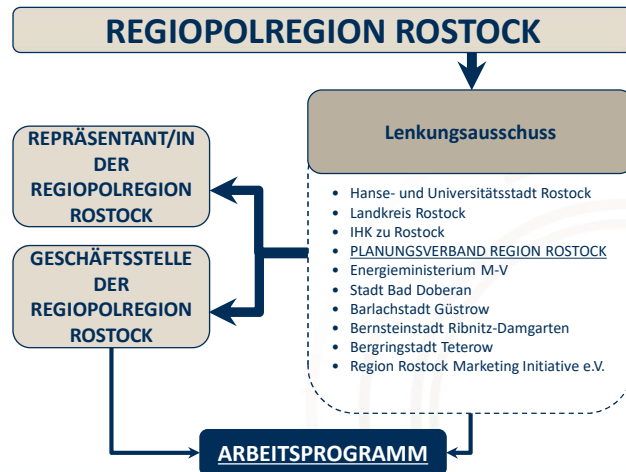 REGIOPOLREGION ROSTOCK
Lenkungsausschuss
REPRÄSENTANT/IN
DER
REGIOPOLREGION
ROSTOCK
GESCHÄFTSSTELLE
DER
REGIOPOLREGION
ROSTOCK
• Hanse- und Universitätsstadt Rostock
• Landkreis Rostock
• IHK zu Rostock
• PLANUNGSVERBAND REGION ROSTOCK
• Energieministerium M-V
• Stadt Bad Doberan
• Barlachstadt Güstrow
• Bernsteinstadt Ribnitz-Damgarten
• Bergringstadt Teterow
• Region Rostock Marketing Initiative e.V.
ARBEITSPROGRAMM